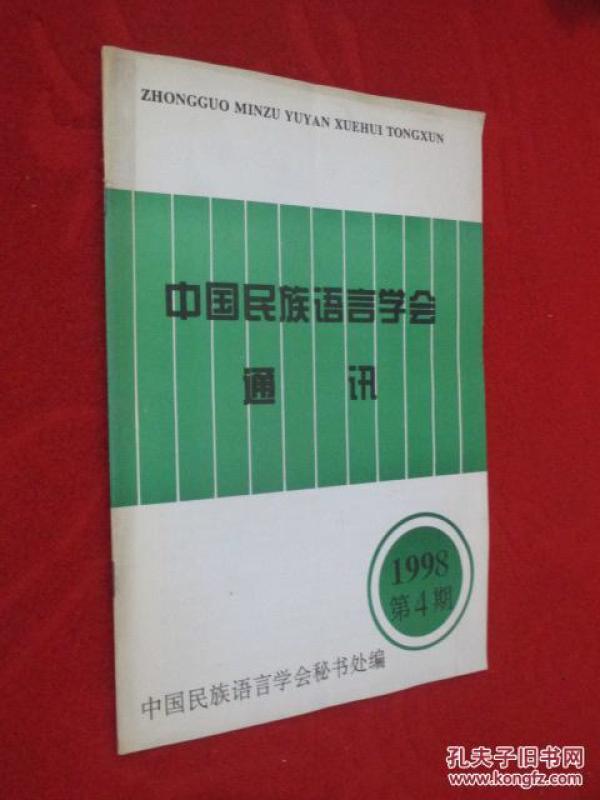 ZHONGGUO MINZU YUYAN XUEHUI TONGXUN
中国民族语言学会
通讯
1998
第4期
中国民族语言学会秘书处编
孔夫子旧书网
www.kongfz.com